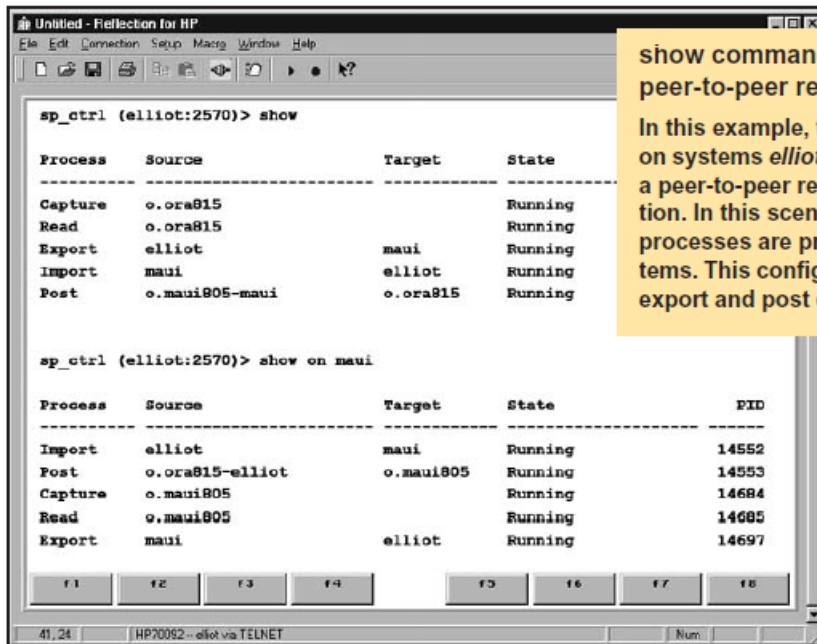 Untitled - Reflection for HP
File Edit Connection Setup Macro Window Help
sp_ctrl (elliot:2570)> show
Process Source Target State
---------- ------------------------ ------------ --------------------
Capture o.ora815 Running
Read o.ora815 Running
Export elliot maui Running
Import maui elliot Running
Post o.maui805-maui o.ora815 Running
sp_ctrl (elliot:2570)> show on maui
Process Source Target State PID
---------- ------------------------ ------------ -------------------- ------
Import elliot maui Running 14552
Post o.ora815-elliot o.maui805 Running 14553
Capture o.maui805 Running 14684
Read o.maui805 Running 14685
Export maui elliot Running 14697
f1 f2 f3 f4 f5 f6 f7 f8
41, 24 HP70092 -- elliot via TELNET Num
show comman
peer-to-peer re
In this example,
on systems elliot
a peer-to-peer re
tion. In this scen
processes are pr
tems. This config
export and post